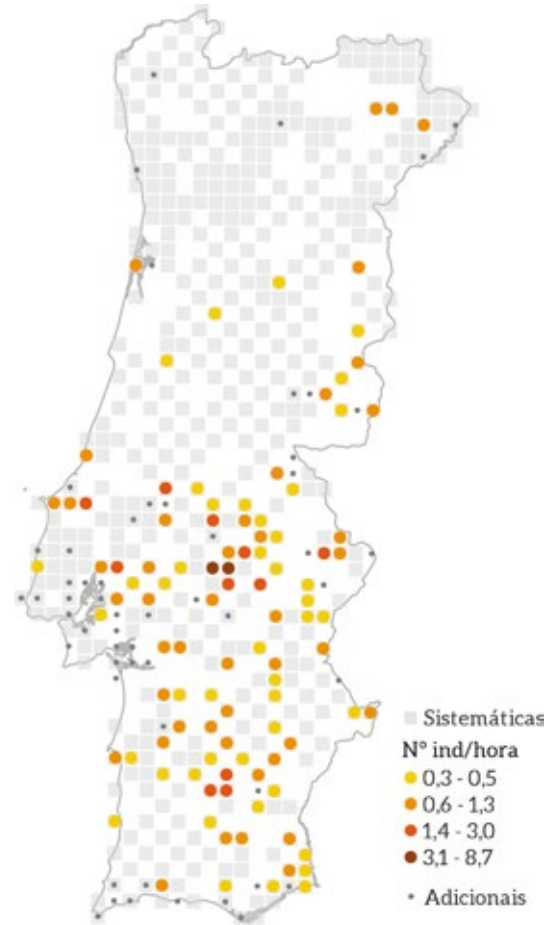 Sistemáticas
N° ind/hora
0,3 - 0,5
0,6 - 1,3
1,4 - 3,0
3,1 - 8,7
Adicionais